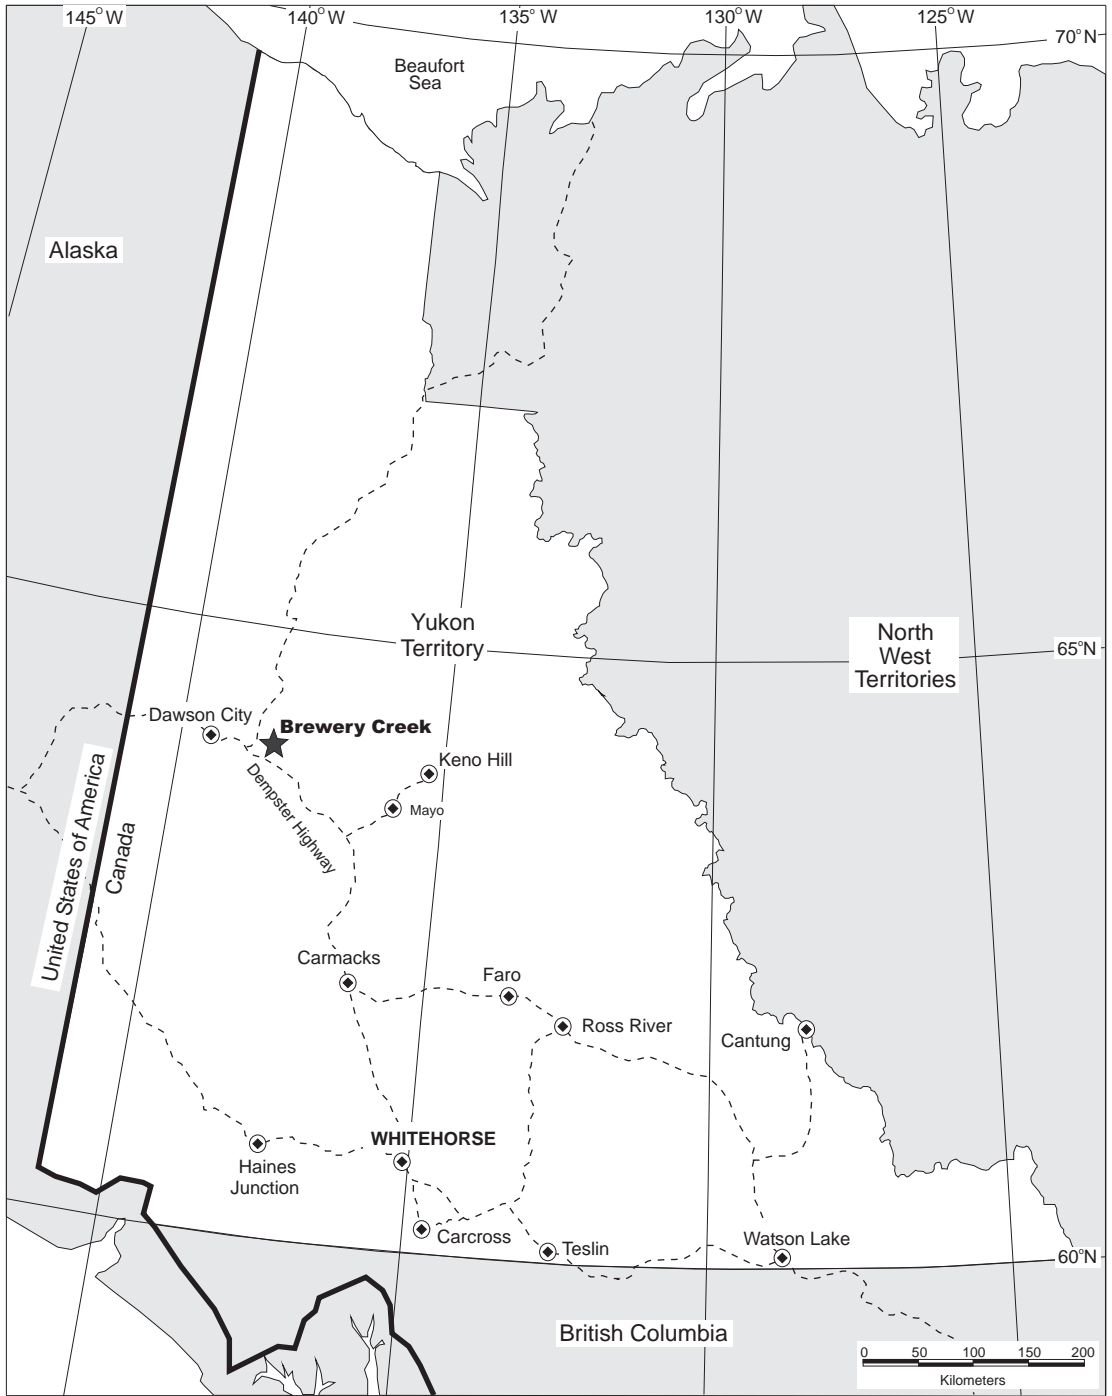 145°W
140°W
135°W
130°W
125°W
70°N
Beaufort
Sea
Alaska
Yukon
Territory
North
West
Territories
65°N
Dawson City
Brewery Creek
Keno Hill
Mayo
Dempster Highway
United States of America
Canada
Carmacks
Faro
Ross River
Cantung
WHITEHORSE
Haines
Junction
Carcross
Teslin
Watson Lake
60°N
British Columbia
0 50 100 150 200
Kilometers